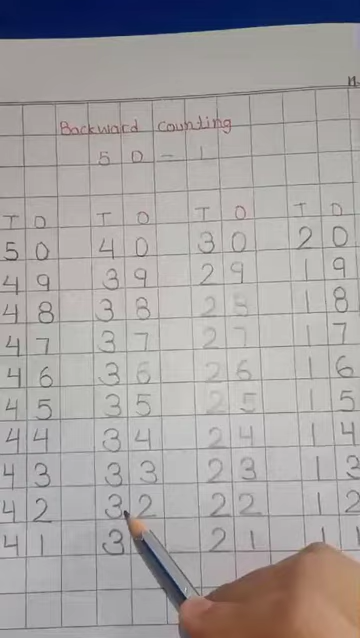 Backward counting
50 - 1
T O T O T O T O
50 40 30 20
49 39 29 19
48 38 28 18
47 37 27 17
46 36 26 16
45 35 25 15
44 34 24 14
43 33 23 13
42 32 22 12
41 3 21 11